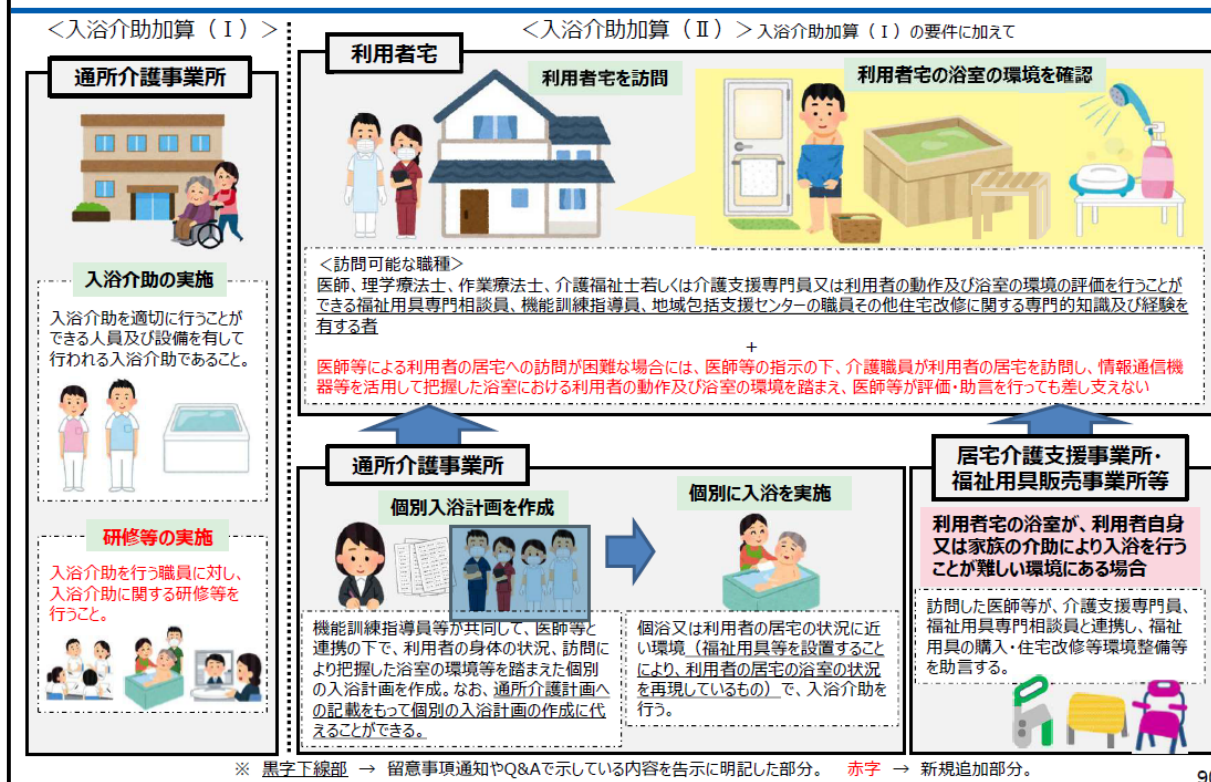 ＜入浴介助加算（Ⅰ）＞
通所介護事業所
入浴介助の実施
入浴介助を適切に行うことが
できる人員及び設備を有して
行われる入浴介助であること。
研修等の実施
入浴介助を行う職員に対し、
入浴介助に関する研修等を
行うこと。
＜入浴介助加算（Ⅱ）＞入浴介助加算（Ⅰ）の要件に加えて
利用者宅
利用者宅を訪問
利用者宅の浴室の環境を確認
＜訪問可能な職種＞
医師、理学療法士、作業療法士、介護福祉士若しくは介護支援専門員又は利用者の動作及び浴室の環境の評価を行うことが
できる福祉用具専門相談員、機能訓練指導員、地域包括支援センターの職員その他住宅改修に関する専門的知識及び経験を
有する者
+
医師等による利用者の居宅への訪問が困難な場合には、医師等の指示の下、介護職員が利用者の居宅を訪問し、情報通信機
器等を活用して把握した浴室における利用者の動作及び浴室の環境を踏まえ、医師等が評価・助言を行っても差し支えない
通所介護事業所
個別入浴計画を作成
機能訓練指導員等が共同して、医師等と
連携の下で、利用者の身体の状況、訪問
により把握した浴室の環境等を踏まえた個別
の入浴計画を作成。なお、通所介護計画へ
の記載をもって個別の入浴計画の作成に代
えることができる。
個別に入浴を実施
個浴又は利用者の居宅の状況に近
い環境（福祉用具等を設置すること
により、利用者の居宅の浴室の状況
を再現しているもの）で、入浴介助を
行う。
居宅介護支援事業所・
福祉用具販売事業所等
利用者宅の浴室が、利用者自身
又は家族の介助により入浴を行う
ことが難しい環境にある場合
訪問した医師等が、介護支援専門員、
福祉用具専門相談員と連携し、福祉
用具の購入・住宅改修等環境整備等
を助言する。
※ 黒字下線部 → 留意事項通知やQ&Aで示している内容を告示に明記した部分。 赤字 → 新規追加部分。